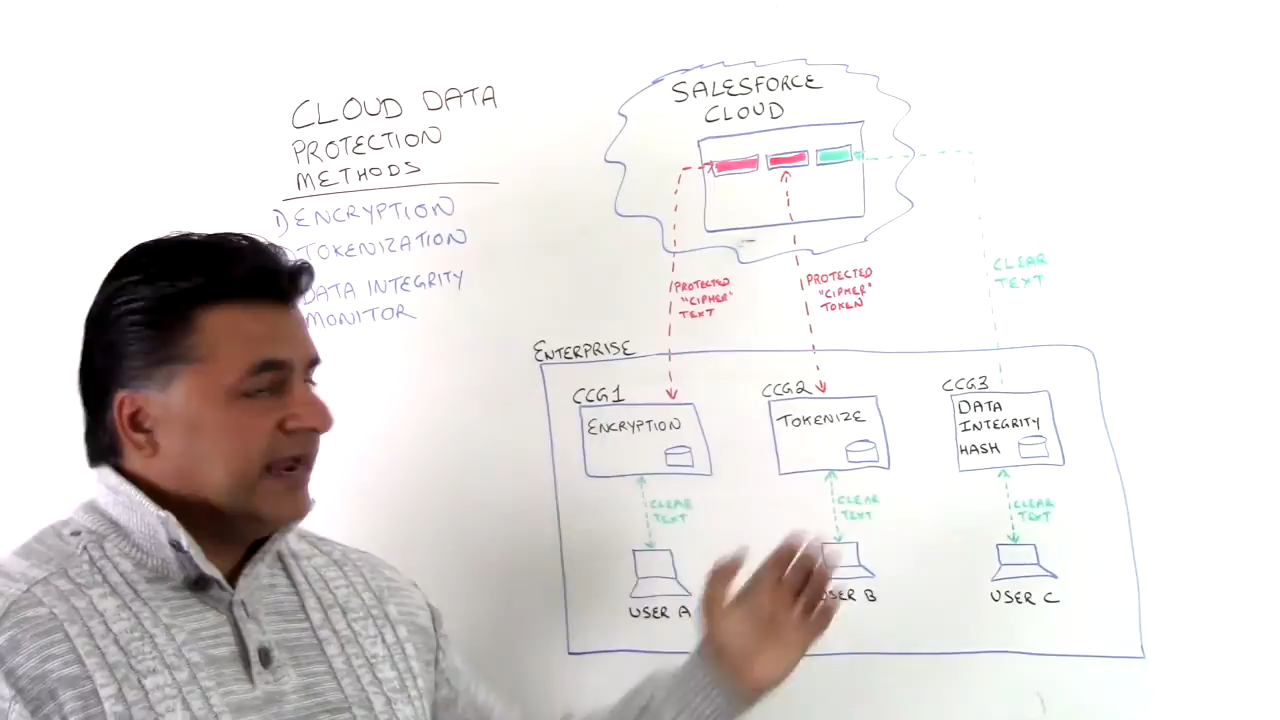 CLOUD DATA
PROTECTION
METHODS
1) ENCRYPTION
TOKENIZATION
DATA INTEGRITY
MONITOR
SALESFORCE
CLOUD
PROTECTED
"CIPHER"
TEXT
PROTECTED
"CIPHER"
TOKEN
CLEAR
TEXT
ENTERPRISE
CCG1
ENCRYPTION
CCG2
TOKENIZE
CCG3
DATA
INTEGRITY
HASH
CLEAR
TEXT
CLEAR
TEXT
CLEAR
TEXT
USER A
USER B
USER C